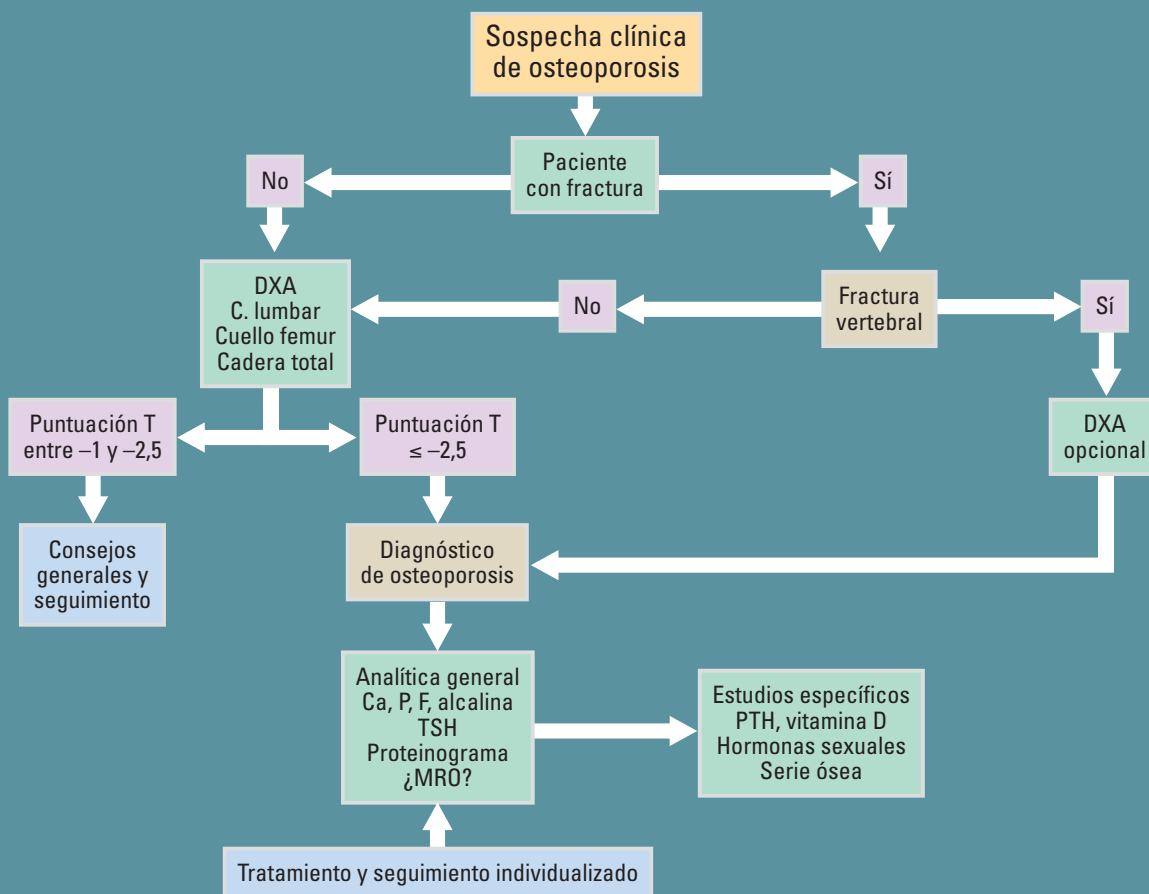 Sospecha clínica
de osteoporosis
Paciente
con fractura
No
Sí
DXA
C. lumbar
Cuello femur
Cadera total
No
Fractura
vertebral
Sí
Puntuación T
entre –1 y –2,5
Puntuación T
≤ –2,5
DXA
opcional
Consejos
generales y
seguimiento
Diagnóstico
de osteoporosis
Analítica general
Ca, P, F, alcalina
TSH
Proteinograma
¿MRO?
Estudios específicos
PTH, vitamina D
Hormonas sexuales
Serie ósea
Tratamiento y seguimiento individualizado